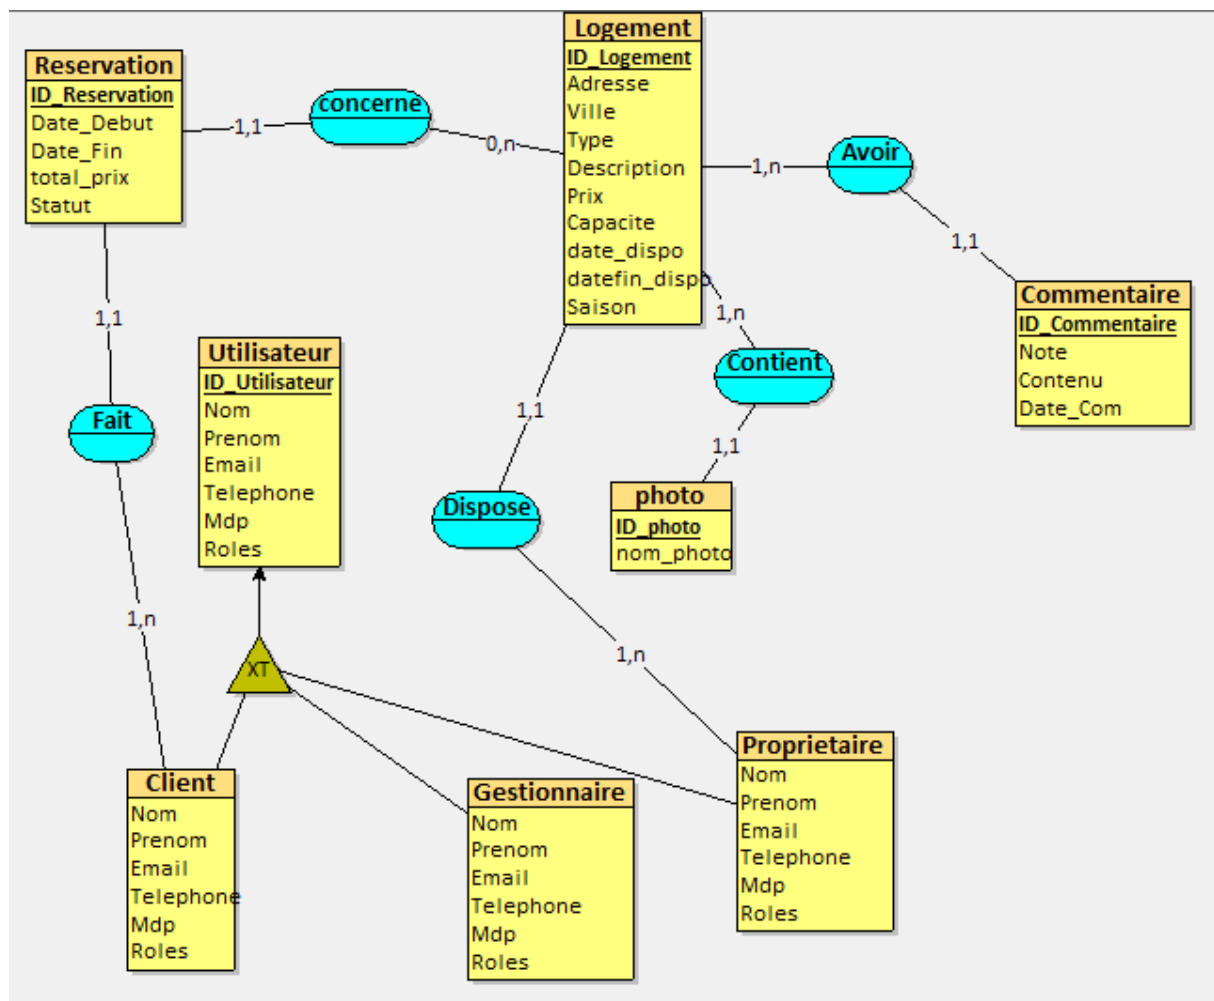 Reservation
ID_Reservation
Date_Debut
Date_Fin
total_prix
Statut
1,1
concerne
0,n
Logement
ID_Logement
Adresse
Ville
Type
Description
Prix
Capacite
date_dispo
datefin_dispo
Saison
1,n
Avoir
1,1
Commentaire
ID_Commentaire
Note
Contenu
Date_Com
1,n
Contient
1,1
photo
ID_photo
nom_photo
1,1
Dispose
1,n
1,1
Fait
1,n
Utilisateur
ID_Utilisateur
Nom
Prenom
Email
Telephone
Mdp
Roles
XT
Client
Nom
Prenom
Email
Telephone
Mdp
Roles
Gestionnaire
Nom
Prenom
Email
Telephone
Mdp
Roles
Proprietaire
Nom
Prenom
Email
Telephone
Mdp
Roles